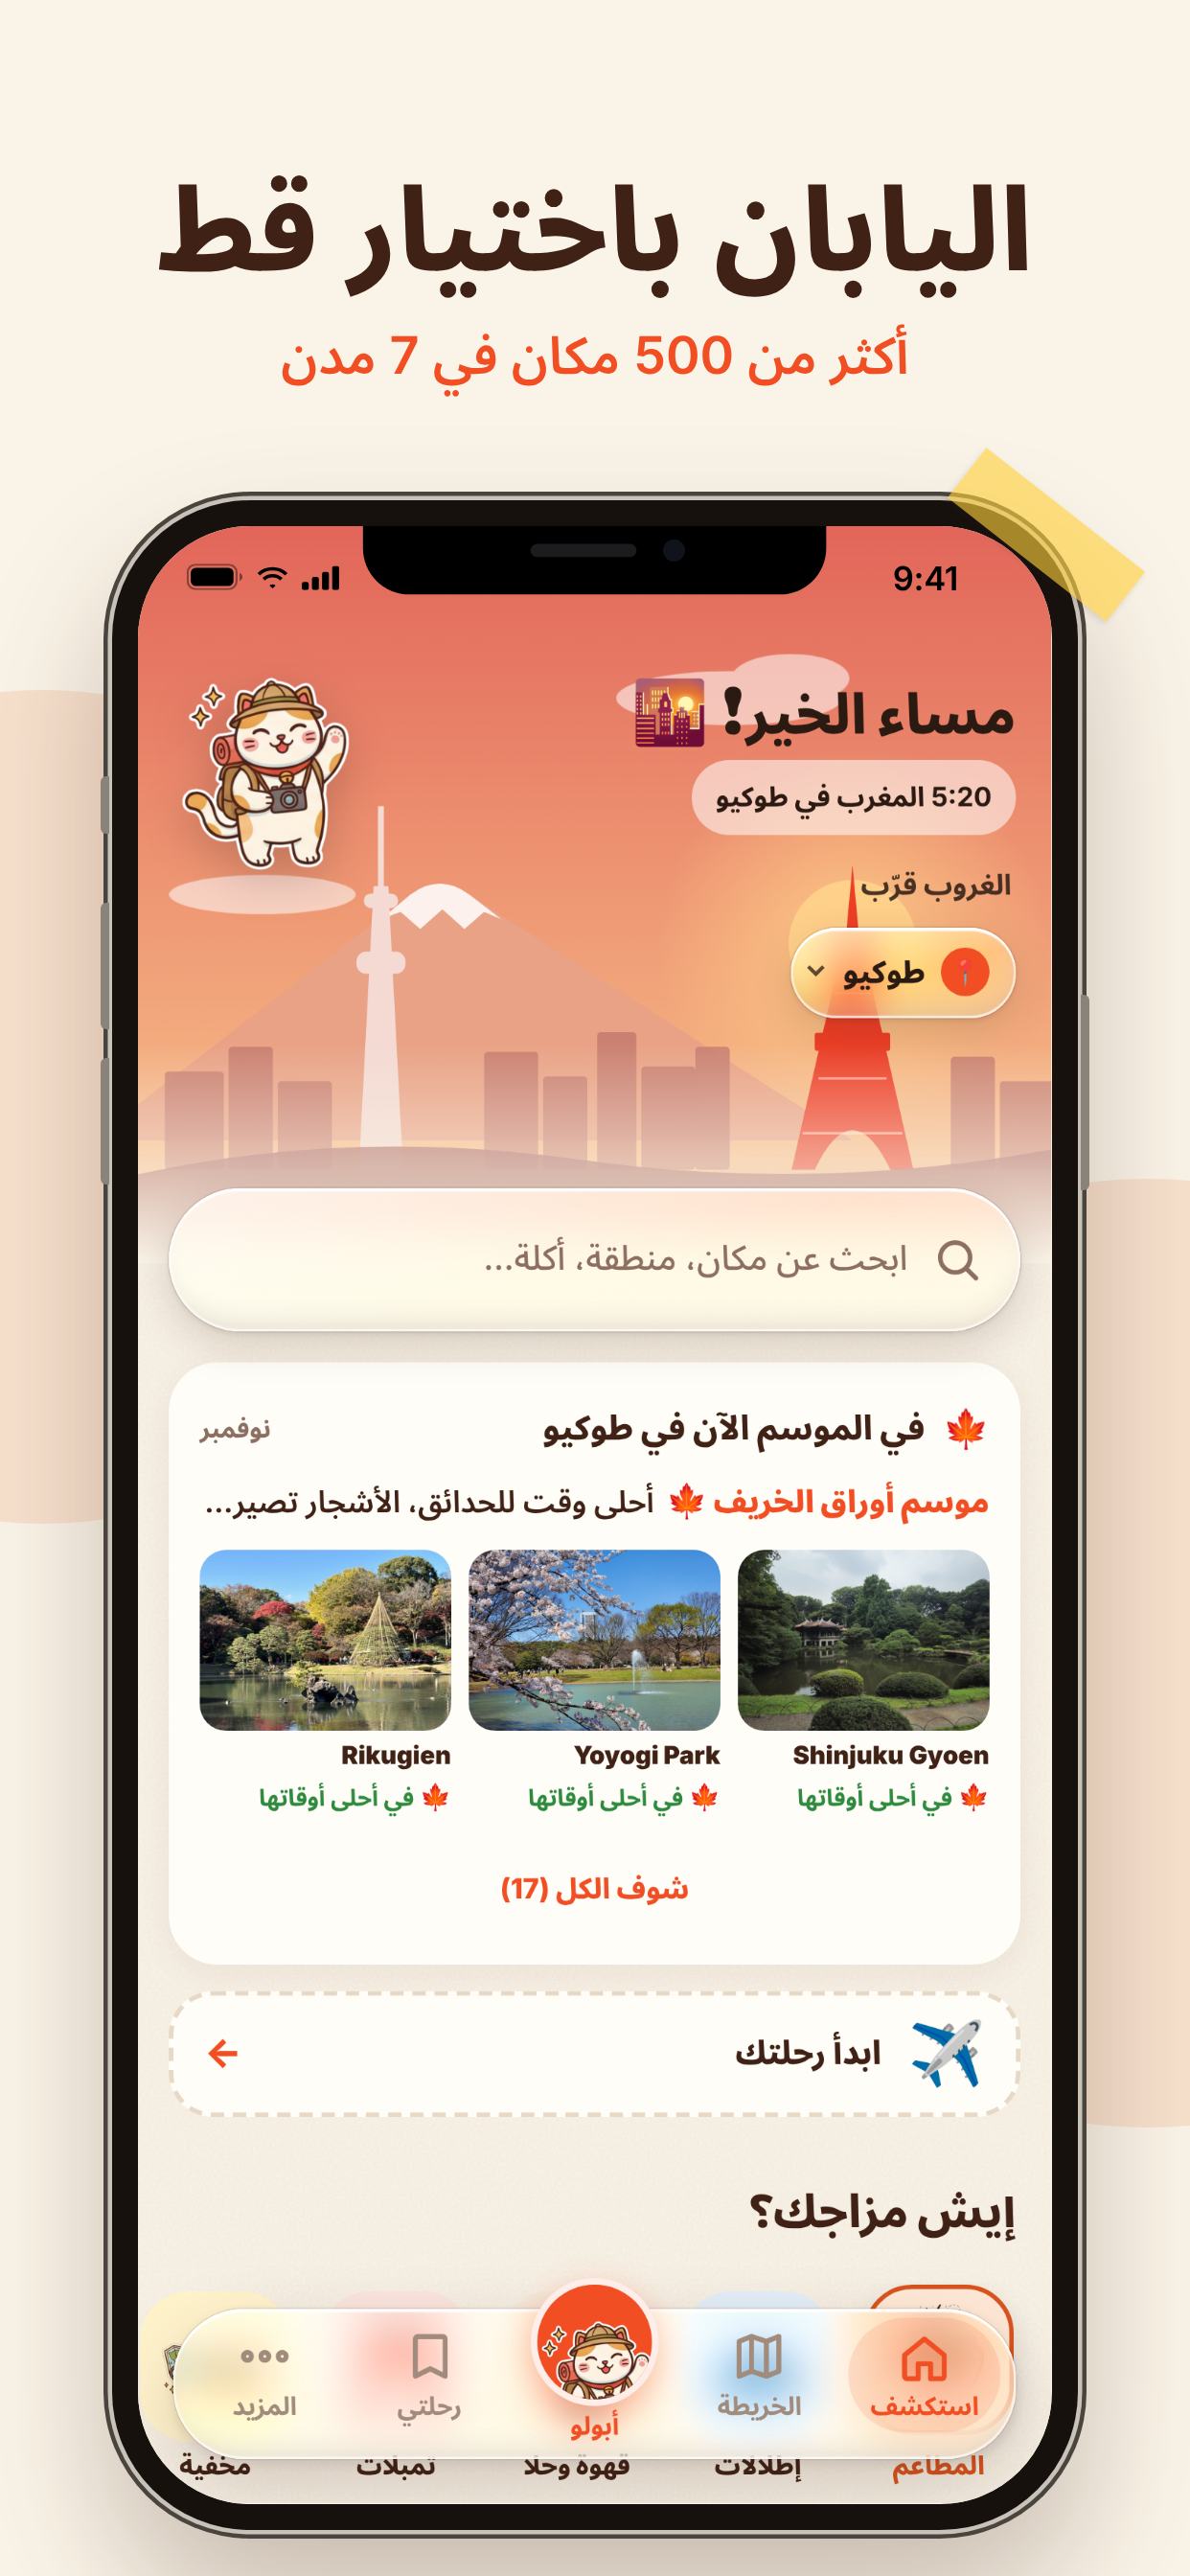 اليابان باختيار قط
أكثر من 500 مكان في 7 مدن
9:41
مساء الخير! 🌇
5:20 المغرب في طوكيو
الغروب قرّب
📍 طوكيو
ابحث عن مكان، منطقة، أكلة...
🍁 في الموسم الآن في طوكيو
نوفمبر
موسم أوراق الخريف 🍁 أحلى وقت للحدائق، الأشجار تصير...
Shinjuku Gyoen
🍁 في أحلى أوقاتها
Yoyogi Park
🍁 في أحلى أوقاتها
Rikugien
🍁 في أحلى أوقاتها
شوف الكل (17)
✈️ ابدأ رحلتك
إيش مزاجك؟
استكشف
الخريطة
أبولو
رحلتي
المزيد
المطاعم
إطلالات
قهوة وحلا
تمبلات
مخفية